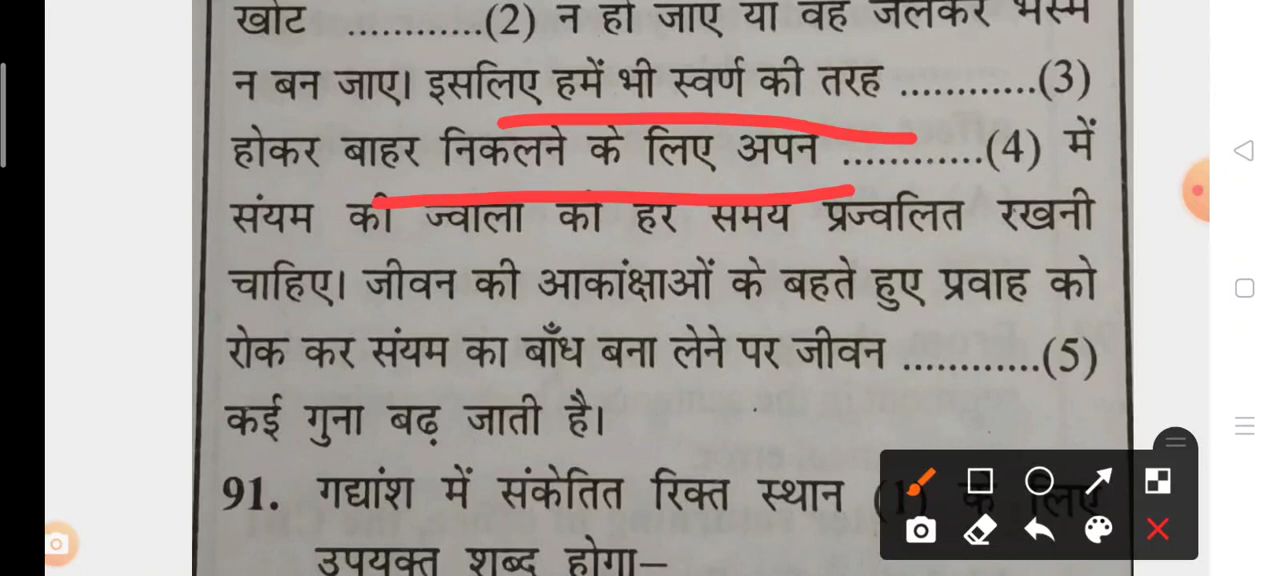 खोट ............(2) न हो जाए या वह जलकर भस्म
न बन जाए। इसलिए हमें भी स्वर्ण की तरह ............(3)
होकर बाहर निकलने के लिए अपने ............(4) में
संयम की ज्वाला को हर समय प्रज्वलित रखनी
चाहिए। जीवन की आकांक्षाओं के बहते हुए प्रवाह को
रोक कर संयम का बाँध बना लेने पर जीवन ............(5)
कई गुना बढ़ जाती है।
91. गद्यांश में संकेतित रिक्त स्थान (1) के लिए
उपयुक्त शब्द होगा–